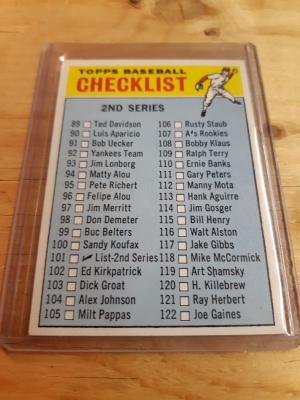 TOPPS BASEBALL
CHECKLIST
2ND SERIES
89 Ted Davidson
90 Luis Aparicio
91 Bob Uecker
92 Yankees Team
93 Jim Lonborg
94 Matty Alou
95 Pete Richert
96 Felipe Alou
97 Jim Merritt
98 Don Demeter
99 Buc Belters
100 Sandy Koufax
101 List-2nd Series
102 Ed Kirkpatrick
103 Dick Groat
104 Alex Johnson
105 Milt Pappas
106 Rusty Staub
107 A's Rookies
108 Bobby Klaus
109 Ralph Terry
110 Ernie Banks
111 Gary Peters
112 Manny Mota
113 Hank Aguirre
114 Jim Gosger
115 Bill Henry
116 Walt Alston
117 Jake Gibbs
118 Mike McCormick
119 Art Shamsky
120 H. Killebrew
121 Ray Herbert
122 Joe Gaines